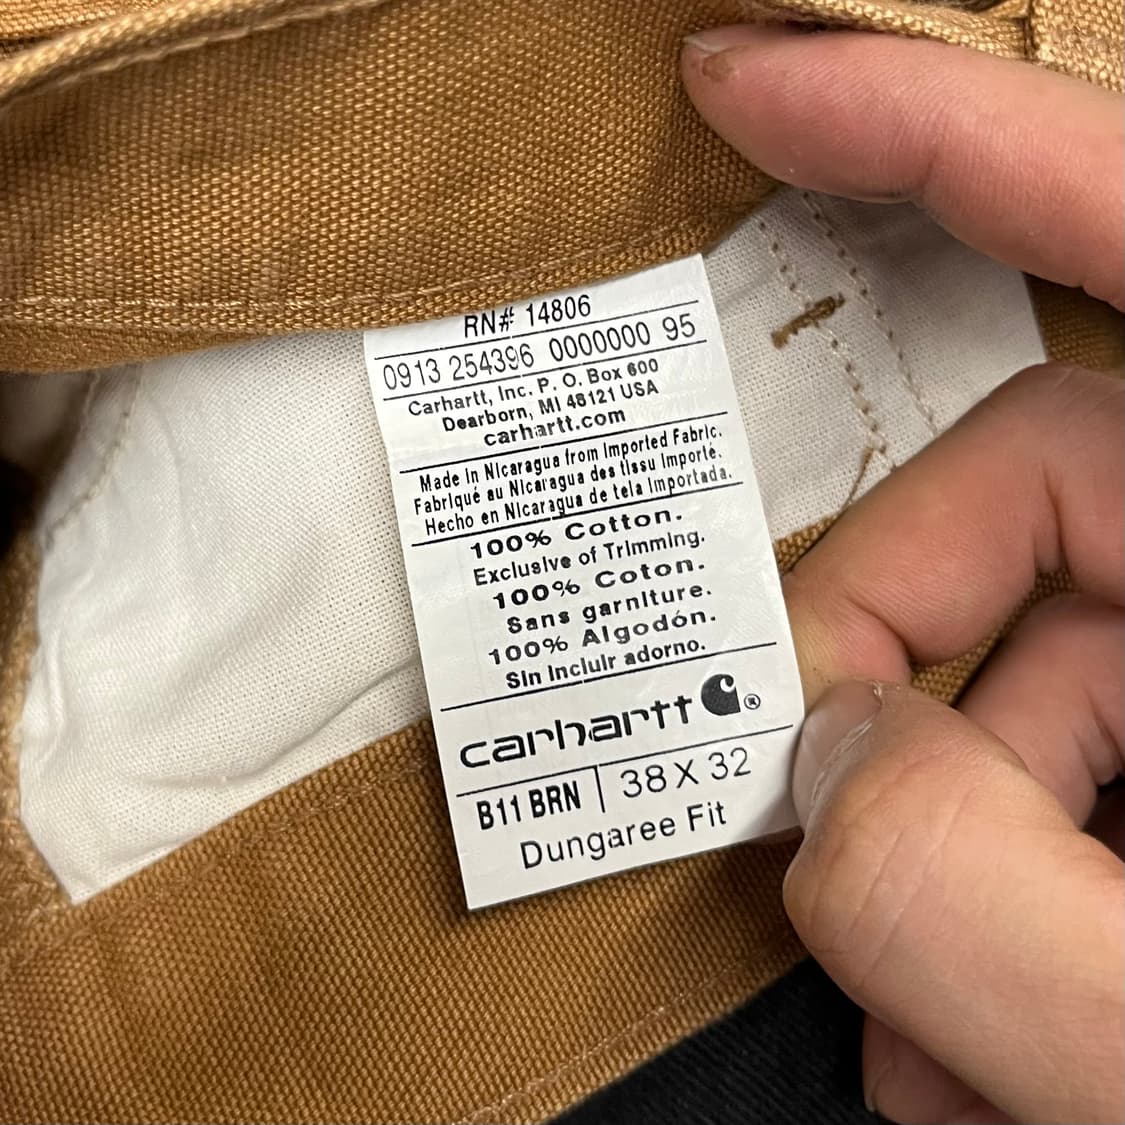 RN# 14806
0913 254396 0000000 95
Carhartt, Inc. P. O. Box 600
Dearborn, MI 48121 USA
carhartt.com
Made in Nicaragua from Imported Fabric.
Fabriqué au Nicaragua des tissu Importé.
Hecho en Nicaragua de tela Importada.
100% Cotton.
Exclusive of Trimming.
100% Coton.
Sans garniture.
100% Algodón.
Sin Incluir adorno.
carhartt ®
B11 BRN | 38 X 32
Dungaree Fit